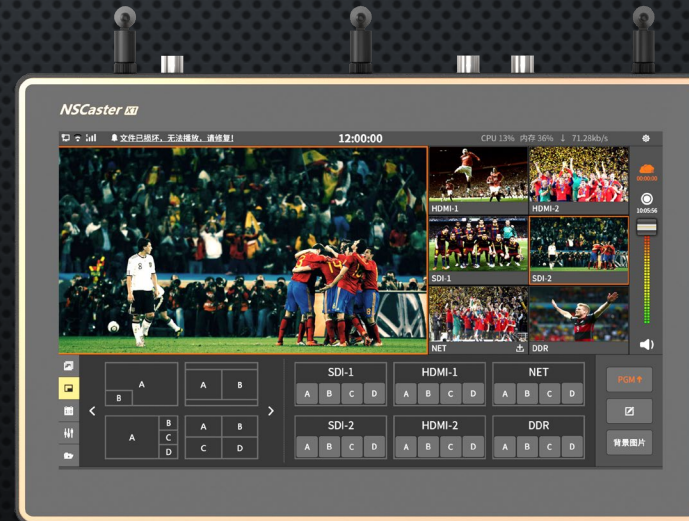 NSCaster X1
文件已损坏，无法播放，请修复！ 12:00:00 CPU 13% 内存 36% ↓ 71.28kb/s
00:00:00
10:05:56
HDMI-1 HDMI-2
SDI-1 SDI-2
NET DDR
A B
A B
A B C D
A B C D
SDI-1 HDMI-1 NET
A B C D A B C D A B C D
SDI-2 HDMI-2 DDR
A B C D A B C D A B C D
PGM↑
背景图片